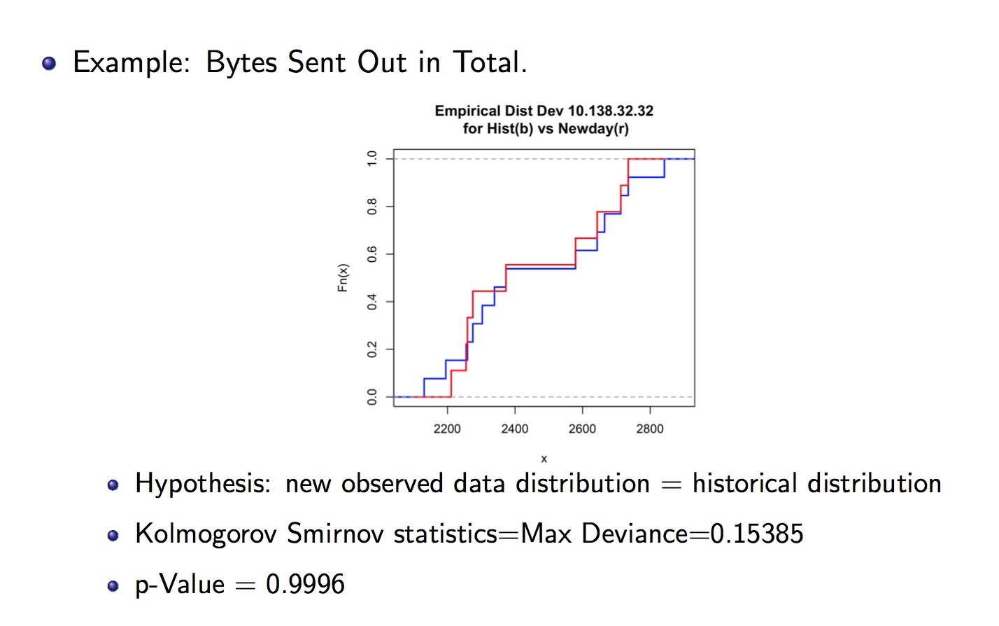 Example: Bytes Sent Out in Total.
Empirical Dist Dev 10.138.32.32
for Hist(b) vs Newday(r)
Fn(x)
1.0
0.8
0.6
0.4
0.2
0.0
2200 2400 2600 2800
x
Hypothesis: new observed data distribution = historical distribution
Kolmogorov Smirnov statistics=Max Deviance=0.15385
p-Value = 0.9996